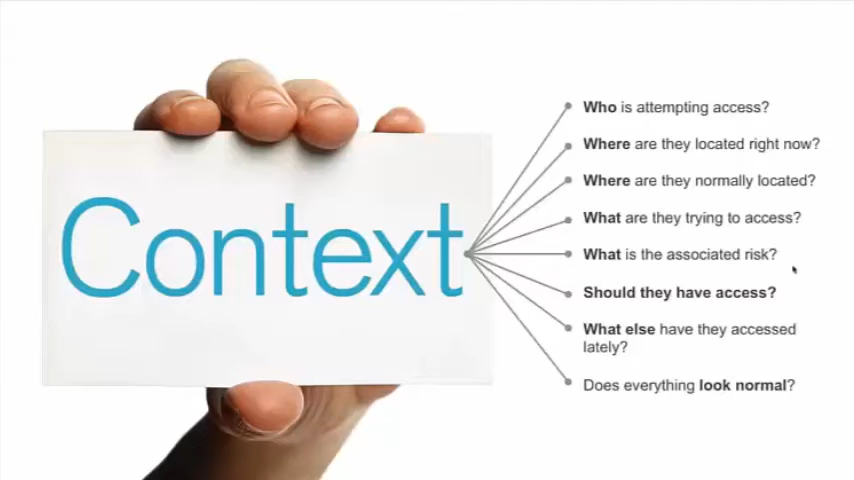 Context
Who is attempting access?
Where are they located right now?
Where are they normally located?
What are they trying to access?
What is the associated risk?
Should they have access?
What else have they accessed
lately?
Does everything look normal?